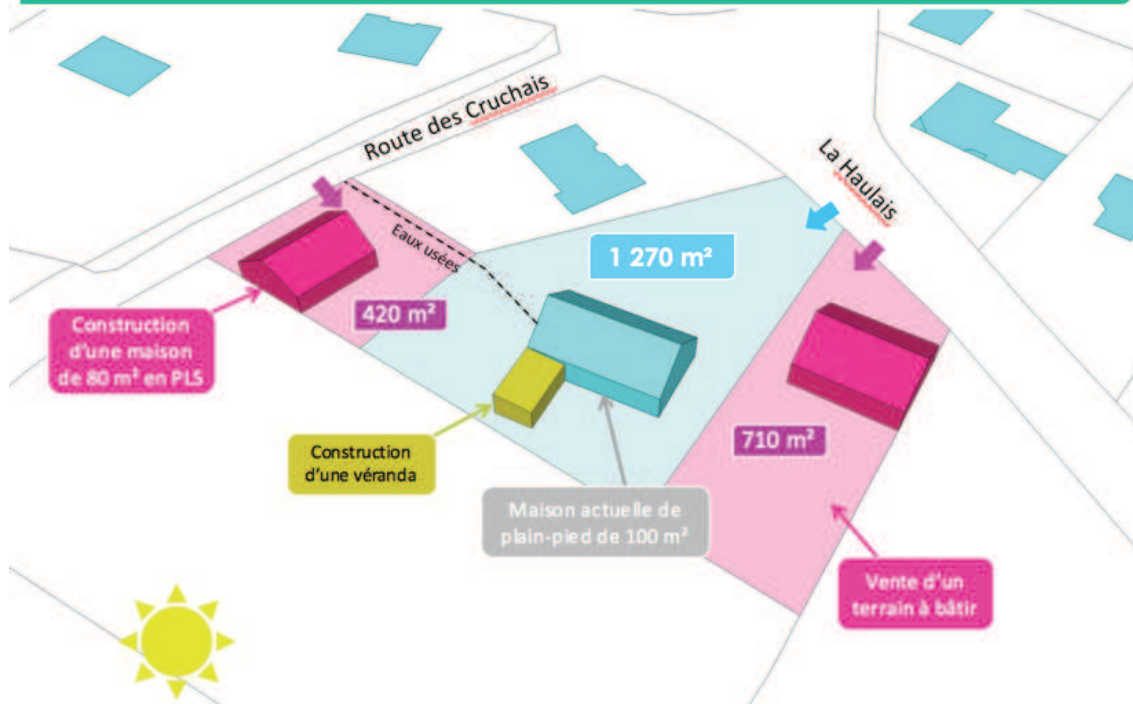 Route des Cruchais
La Haulais
Eaux usées
1 270 m²
420 m²
Construction
d'une maison
de 80 m² en PLS
710 m²
Construction
d'une véranda
Maison actuelle de
plain-pied de 100 m²
Vente d'un
terrain à bâtir